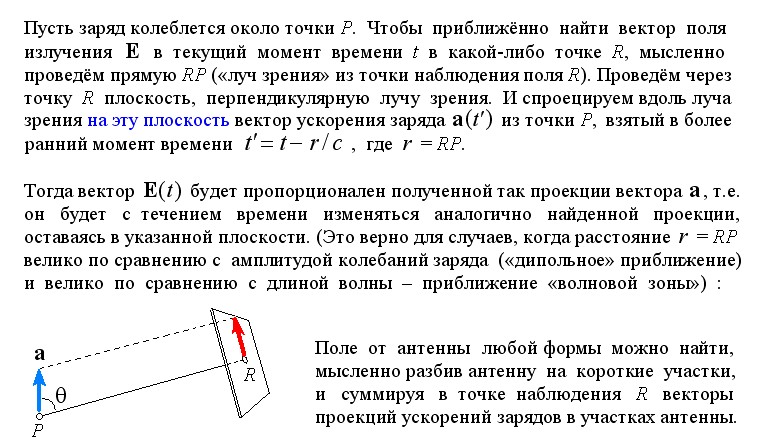 Пусть заряд колеблется около точки P. Чтобы приближённо найти вектор поля
излучения E в текущий момент времени t в какой-либо точке R, мысленно
проведём прямую RP («луч зрения» из точки наблюдения поля R). Проведём через
точку R плоскость, перпендикулярную лучу зрения. И спроецируем вдоль луча
зрения на эту плоскость вектор ускорения заряда a(t′) из точки P, взятый в более
ранний момент времени t′ = t − r / c , где r = RP.
Тогда вектор E(t) будет пропорционален полученной так проекции вектора a, т.е.
он будет с течением времени изменяться аналогично найденной проекции,
оставаясь в указанной плоскости. (Это верно для случаев, когда расстояние r = RP
велико по сравнению с амплитудой колебаний заряда («дипольное» приближение)
и велико по сравнению с длиной волны – приближение «волновой зоны») :
a
θ
P
R
Поле от антенны любой формы можно найти,
мысленно разбив антенну на короткие участки,
и суммируя в точке наблюдения R векторы
проекций ускорений зарядов в участках антенны.